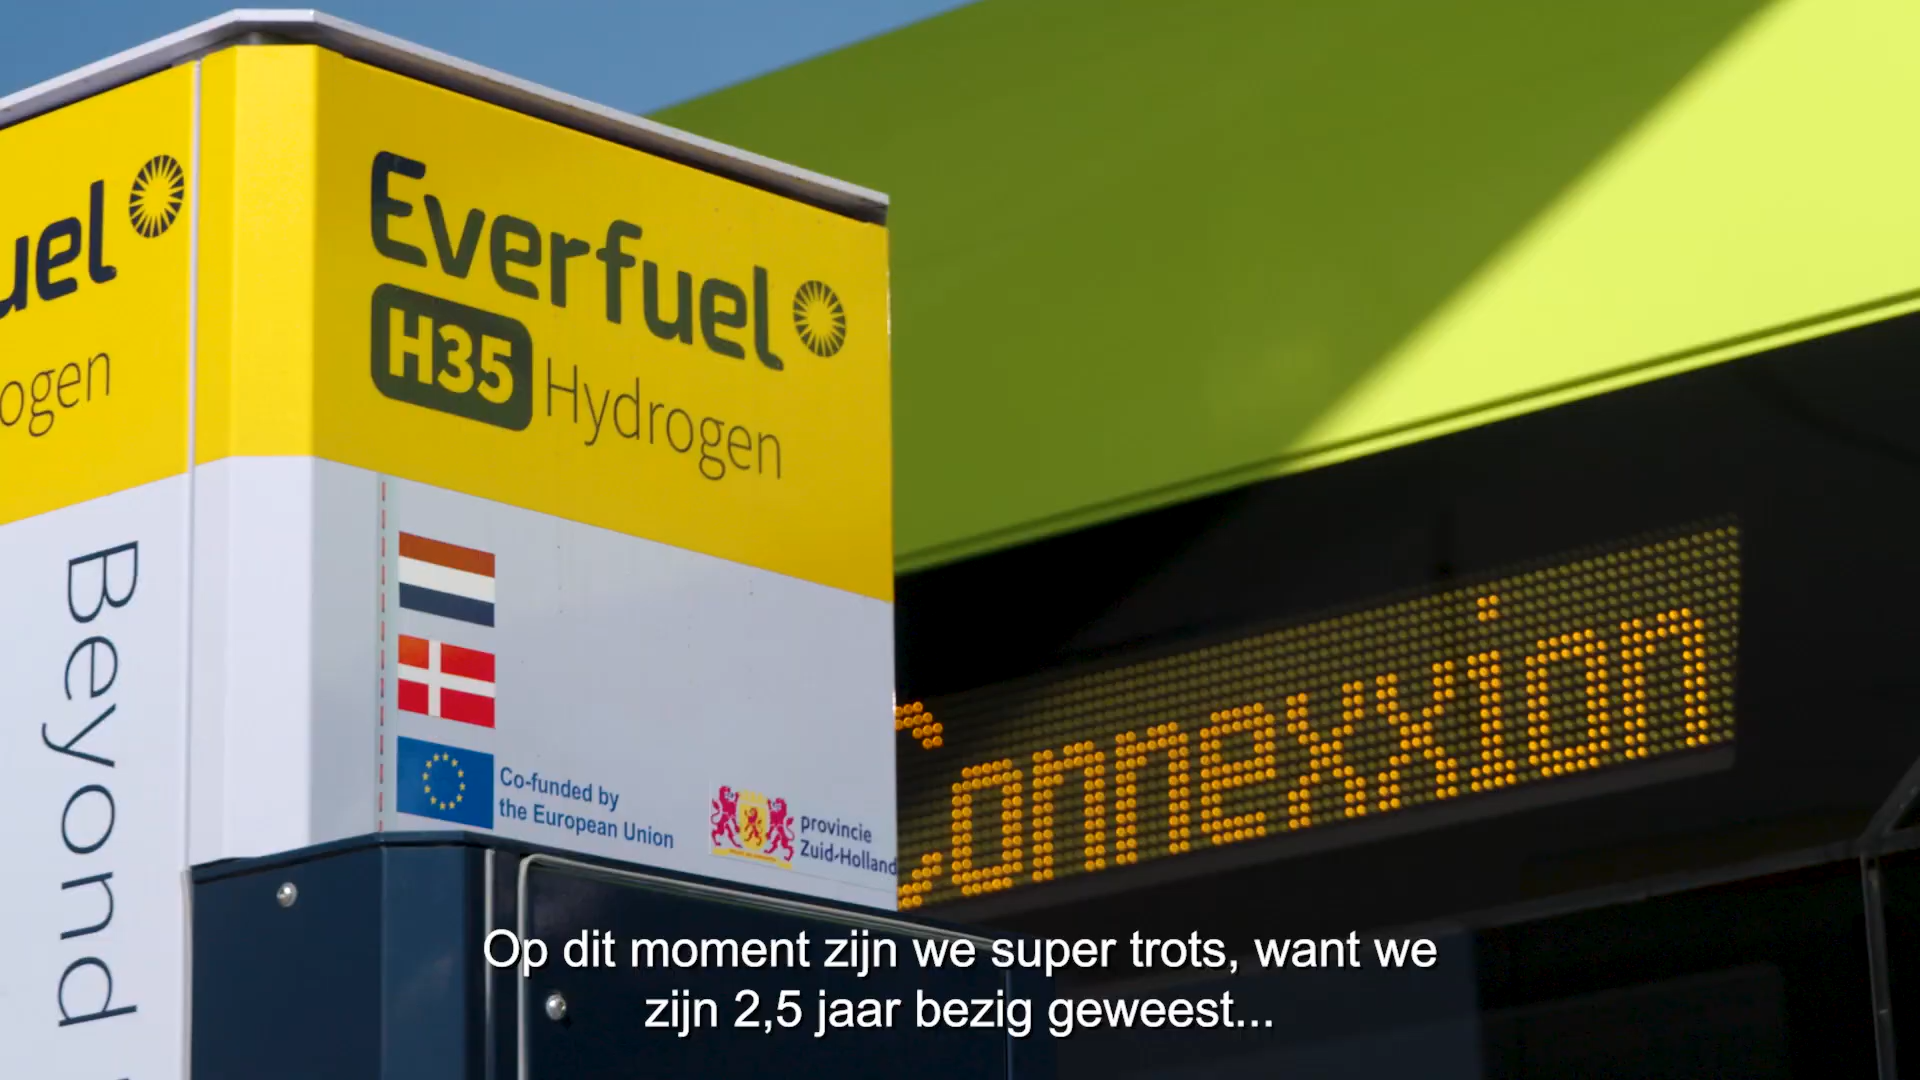 uel
ogen
Beyond
Everfuel
H35 Hydrogen
Co-funded by
the European Union
provincie
Zuid-Holland
Connexxion
Op dit moment zijn we super trots, want we
zijn 2,5 jaar bezig geweest...